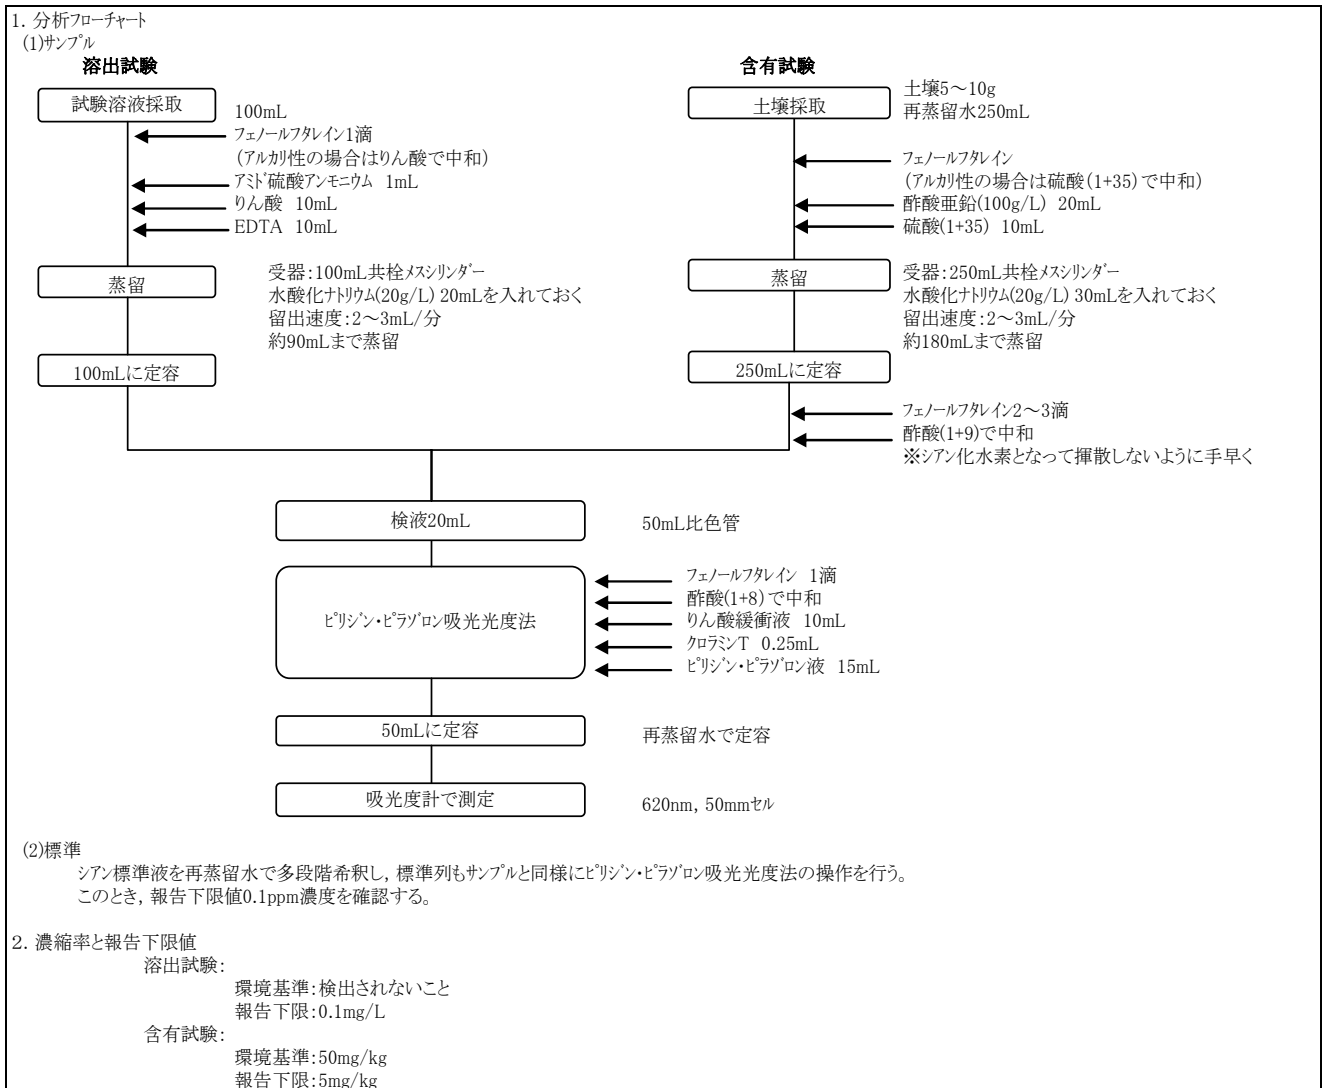 1. 分析フローチャート
(1)サンプル
溶出試験
試験溶液採取
100mL
フェノールフタレイン1滴
(アルカリ性の場合はりん酸で中和)
アミド硫酸アンモニウム 1mL
りん酸 10mL
EDTA 10mL
蒸留
受器:100mL共栓メスシリンダー
水酸化ナトリウム(20g/L) 20mLを入れておく
留出速度:2~3mL/分
約90mLまで蒸留
100mLに定容
含有試験
土壌採取
土壌5~10g
再蒸留水250mL
フェノールフタレイン
(アルカリ性の場合は硫酸(1+35)で中和)
酢酸亜鉛(100g/L) 20mL
硫酸(1+35) 10mL
蒸留
受器:250mL共栓メスシリンダー
水酸化ナトリウム(20g/L) 30mLを入れておく
留出速度:2~3mL/分
約180mLまで蒸留
250mLに定容
フェノールフタレイン2~3滴
酢酸(1+9)で中和
※シアン化水素となって揮散しないように手早く
検液20mL
50mL比色管
ピリジン・ピラゾロン吸光光度法
フェノールフタレイン 1滴
酢酸(1+8)で中和
りん酸緩衝液 10mL
クロラミンT 0.25mL
ピリジン・ピラゾロン液 15mL
50mLに定容
再蒸留水で定容
吸光度計で測定
620nm, 50mmセル
(2)標準
シアン標準液を再蒸留水で多段階希釈し, 標準列もサンプルと同様にピリジン・ピラゾロン吸光光度法の操作を行う。
このとき, 報告下限値0.1ppm濃度を確認する。
2. 濃縮率と報告下限値
溶出試験:
環境基準:検出されないこと
報告下限:0.1mg/L
含有試験:
環境基準:50mg/kg
報告下限:5mg/kg